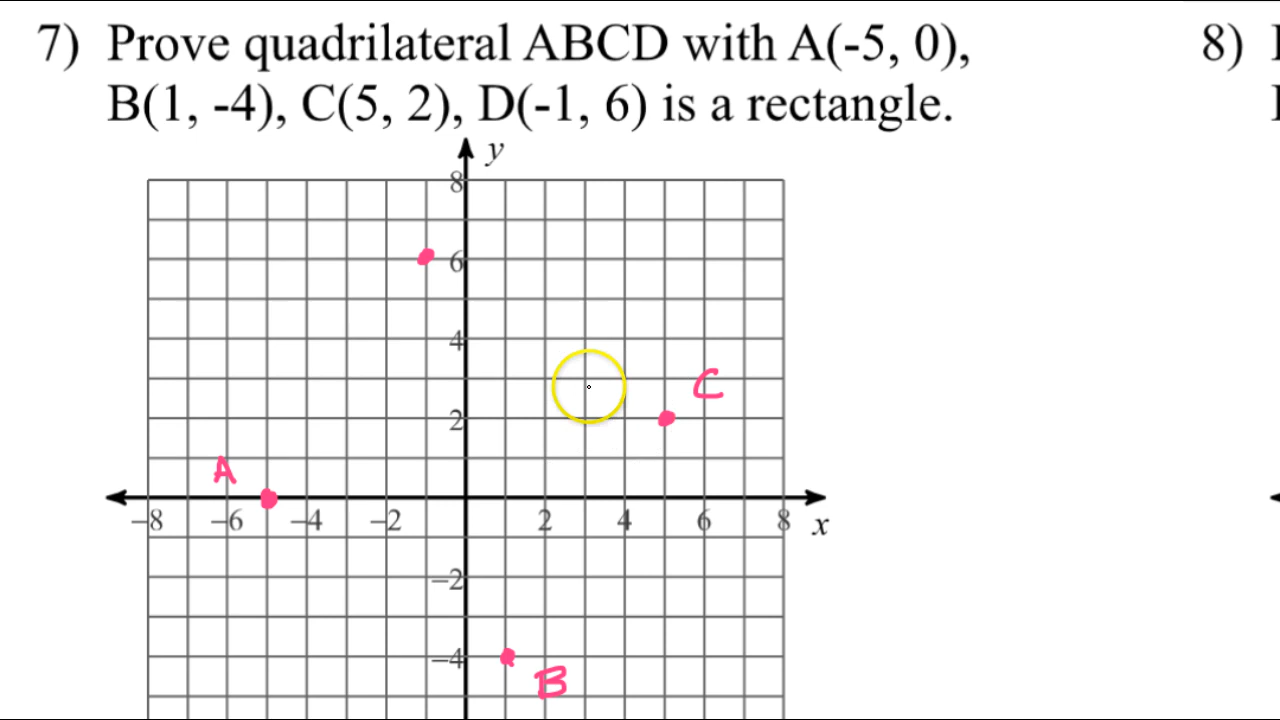 7) Prove quadrilateral ABCD with A(-5, 0),
B(1, -4), C(5, 2), D(-1, 6) is a rectangle.
8)
y
8
6
4
C
2
A
–8 –6 –4 –2 2 4 6 8 x
–2
–4
B